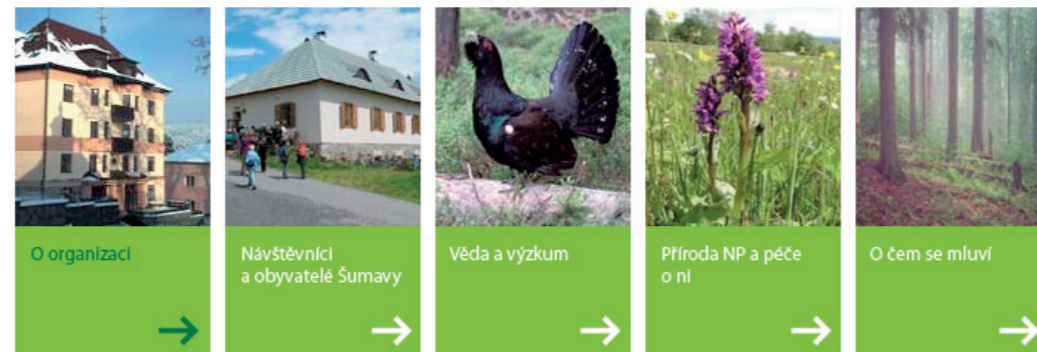 O organizaci
Návštěvníci
a obyvatelé Šumavy
Věda a výzkum
Příroda NP a péče
o ni
O čem se mluví